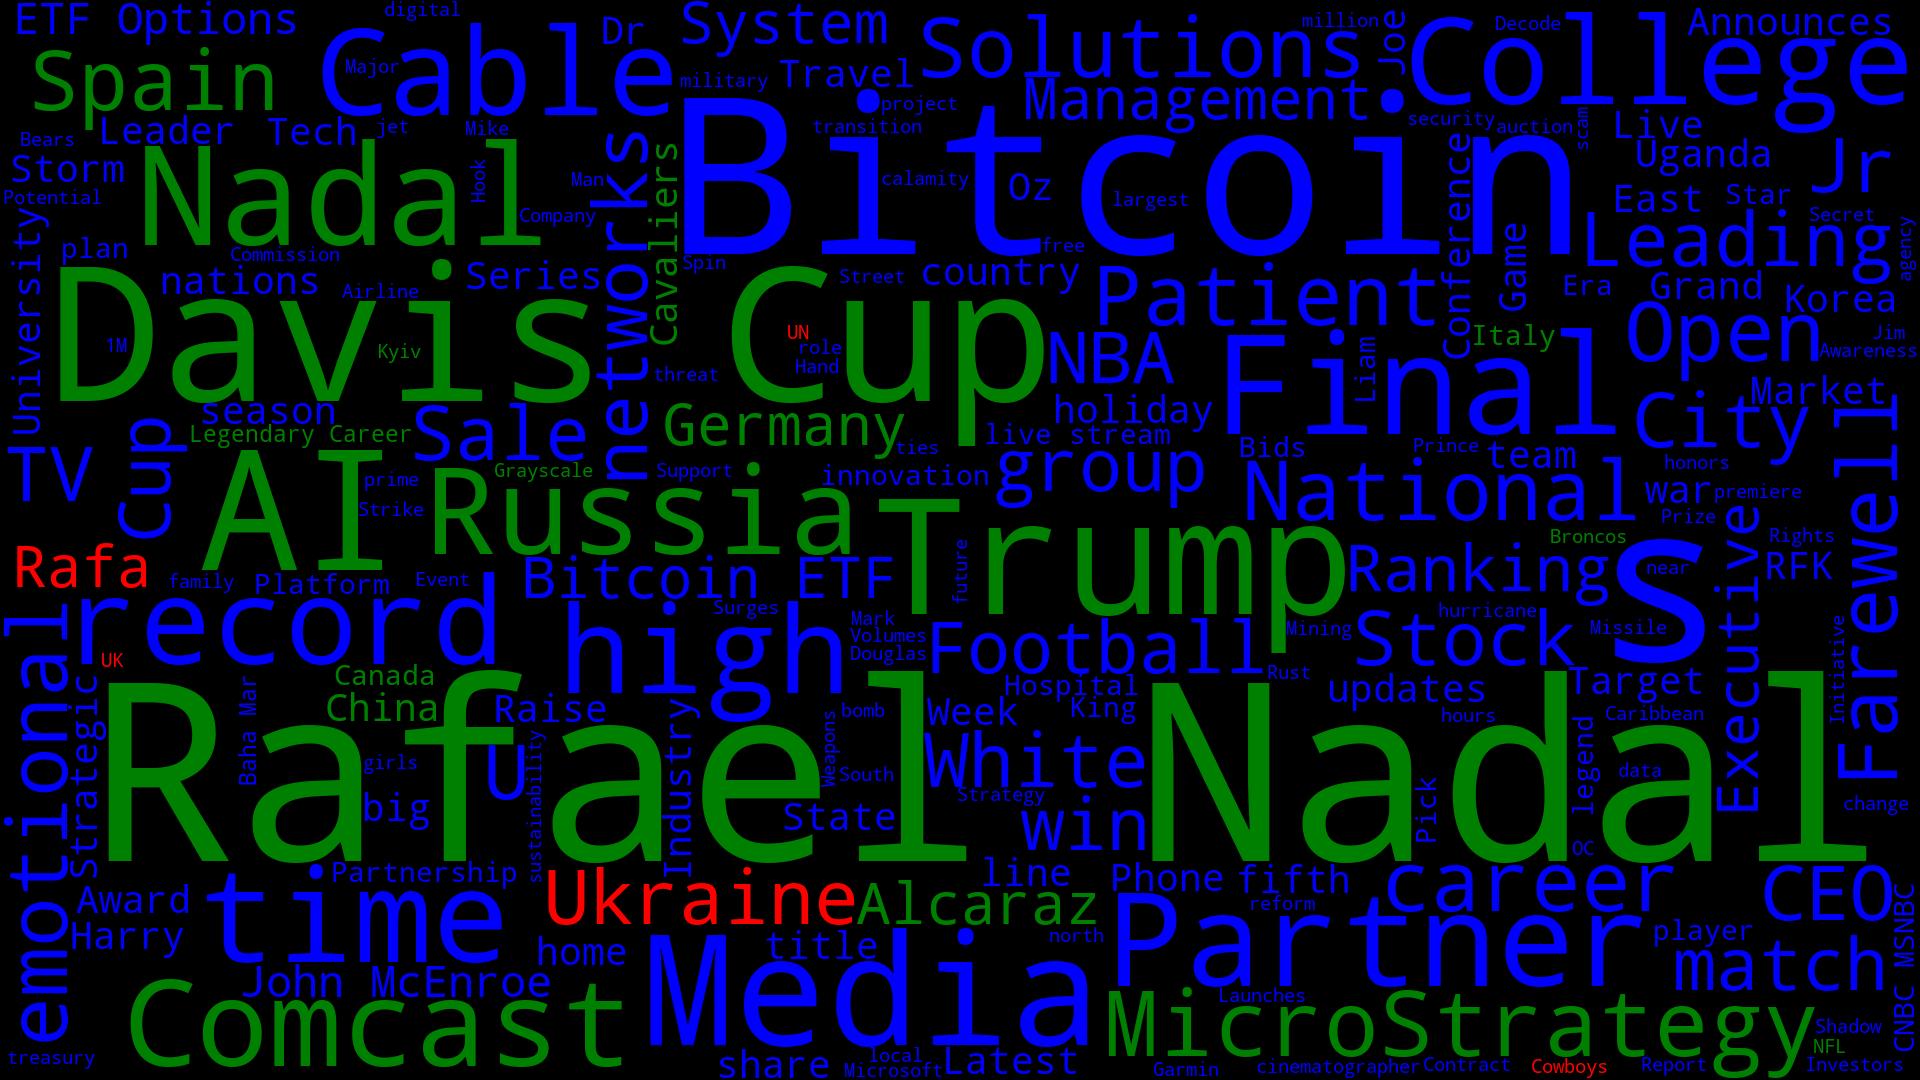 ETF Options
digital
Cable
Dr
System
Solutions
million
Joe
College
Decode
Announces
Spain
Major
military
Travel
Management
project
transition
security
auction
scam
Live
Leader
Tech
jet
Mike
Bears
Storm
Potential
Nadal
Hook
Man
Company
networks
Cavaliers
Bitcoin
calamity
Oz
largest
free
Conference
Game
Uganda
Jr
East
Star
Secret
Leading
agency
University
plan
Commission
nations
Airline
Series
Spin
Street
country
Patient
Era
Grand
Korea
Davis Cup
1M
Kyiv
UN
role
Hand
threat
NBA
Final
Liam
Italy
Open
Jim
Awareness
season
Legendary Career
Sale
Germany
ties
holiday
live stream
Bids
Prince
team
City
Market
honors
Farewell
TV
Cup
AI
prime
Strike
Grayscale
Russia
Support
innovation
group
National
war
premiere
Prize
Rafa
family
Platform
Event
Bitcoin ETF
Trump
future
Broncos
Ranking
s
near
Executive
Rights
RFK
emotional
record
high
Surges
Mark
Volumes
Douglas
Football
Mining
Stock
hurricane
Missile
Initiative
UK
Strategic
Baha Mar
Canada
China
Raise
Hospital
Rust
updates
Target
Rafael Nadal
girls
big
U
sustainability
Industry
Weapons
bomb
South
State
Week
King
White
Strategy
win
hours
Pick
legend
Caribbean
data
OC
change
Partnership
Award
Harry
time
Ukraine
Alcaraz
line
Phone
fifth
reform
career
CEO
CNBC MSNBC
John McEnroe
home
title
Media
north
Partner
player
match
Comcast
share
local
Microsoft
Latest
MicroStrategy
Launches
Garmin
cinematographer
Contract
Cowboys
Report
Shadow
NFL
Investors
treasury